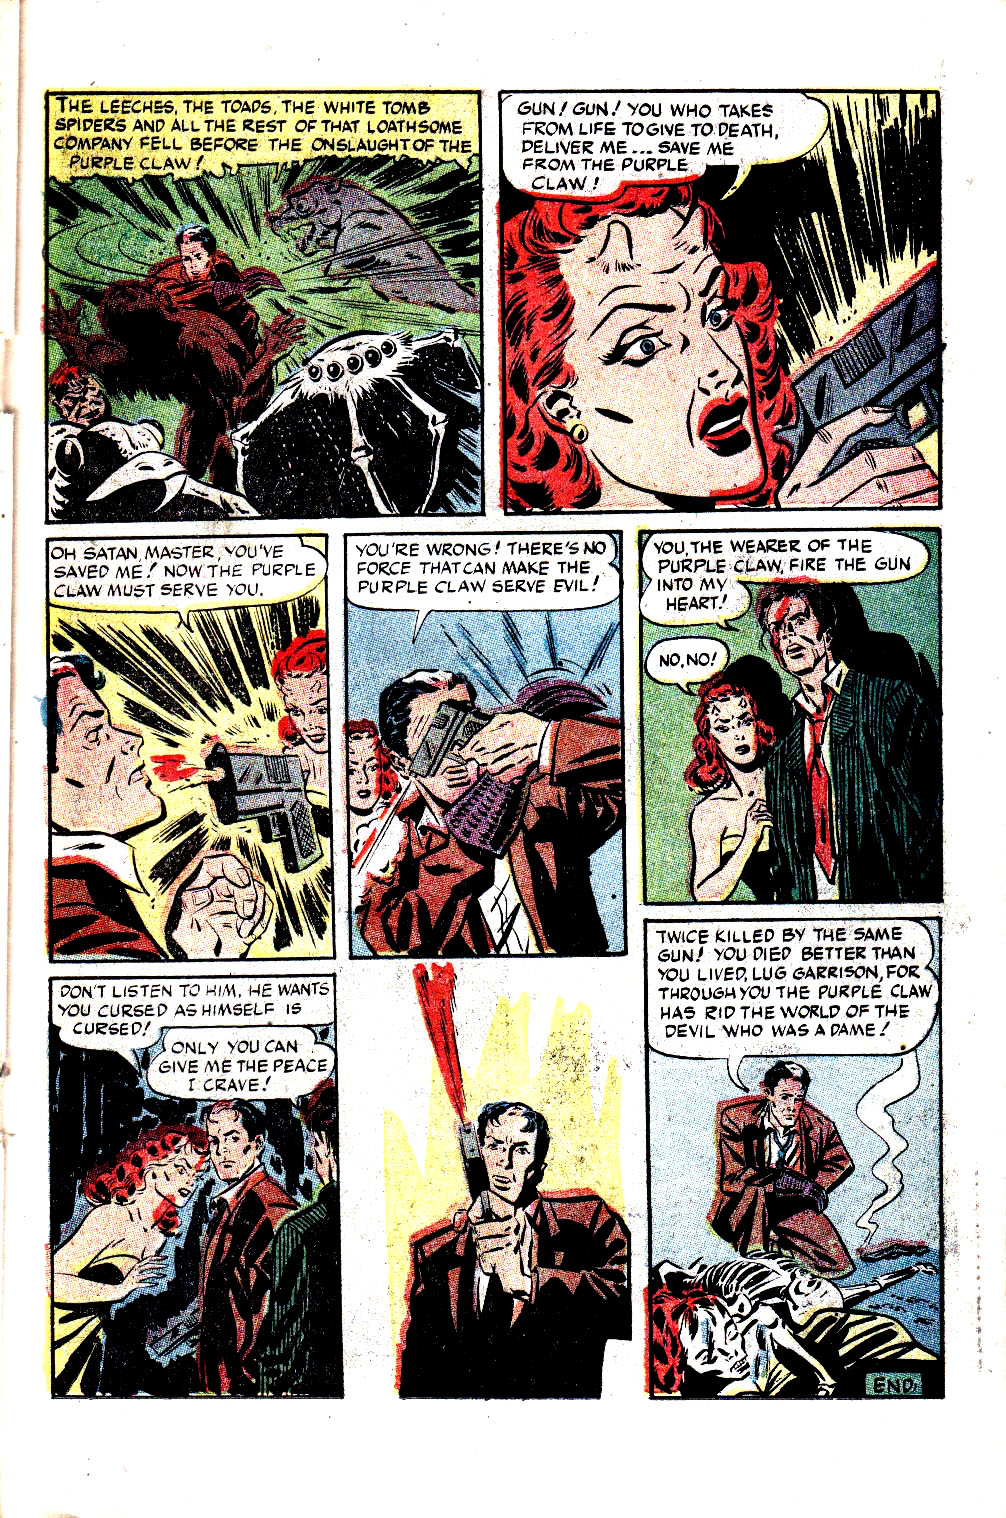 THE LEECHES, THE TOADS, THE WHITE TOMB
SPIDERS AND ALL THE REST OF THAT LOATHSOME
COMPANY FELL BEFORE THE ONSLAUGHT OF THE
PURPLE CLAW!
GUN! GUN! YOU WHO TAKES
FROM LIFE TO GIVE TO DEATH,
DELIVER ME... SAVE ME
FROM THE PURPLE
CLAW!
OH SATAN, MASTER, YOU'VE
SAVED ME! NOW THE PURPLE
CLAW MUST SERVE YOU.
YOU'RE WRONG! THERE'S NO
FORCE THAT CAN MAKE THE
PURPLE CLAW SERVE EVIL!
YOU, THE WEARER OF THE
PURPLE CLAW, FIRE THE GUN
INTO MY
HEART!
NO, NO!
DON'T LISTEN TO HIM, HE WANTS
YOU CURSED AS HIMSELF IS
CURSED!
ONLY YOU CAN
GIVE ME THE PEACE
I CRAVE!
TWICE KILLED BY THE SAME
GUN! YOU DIED BETTER THAN
YOU LIVED, LUG GARRISON, FOR
THROUGH YOU THE PURPLE CLAW
HAS RID THE WORLD OF THE
DEVIL WHO WAS A DAME!
END